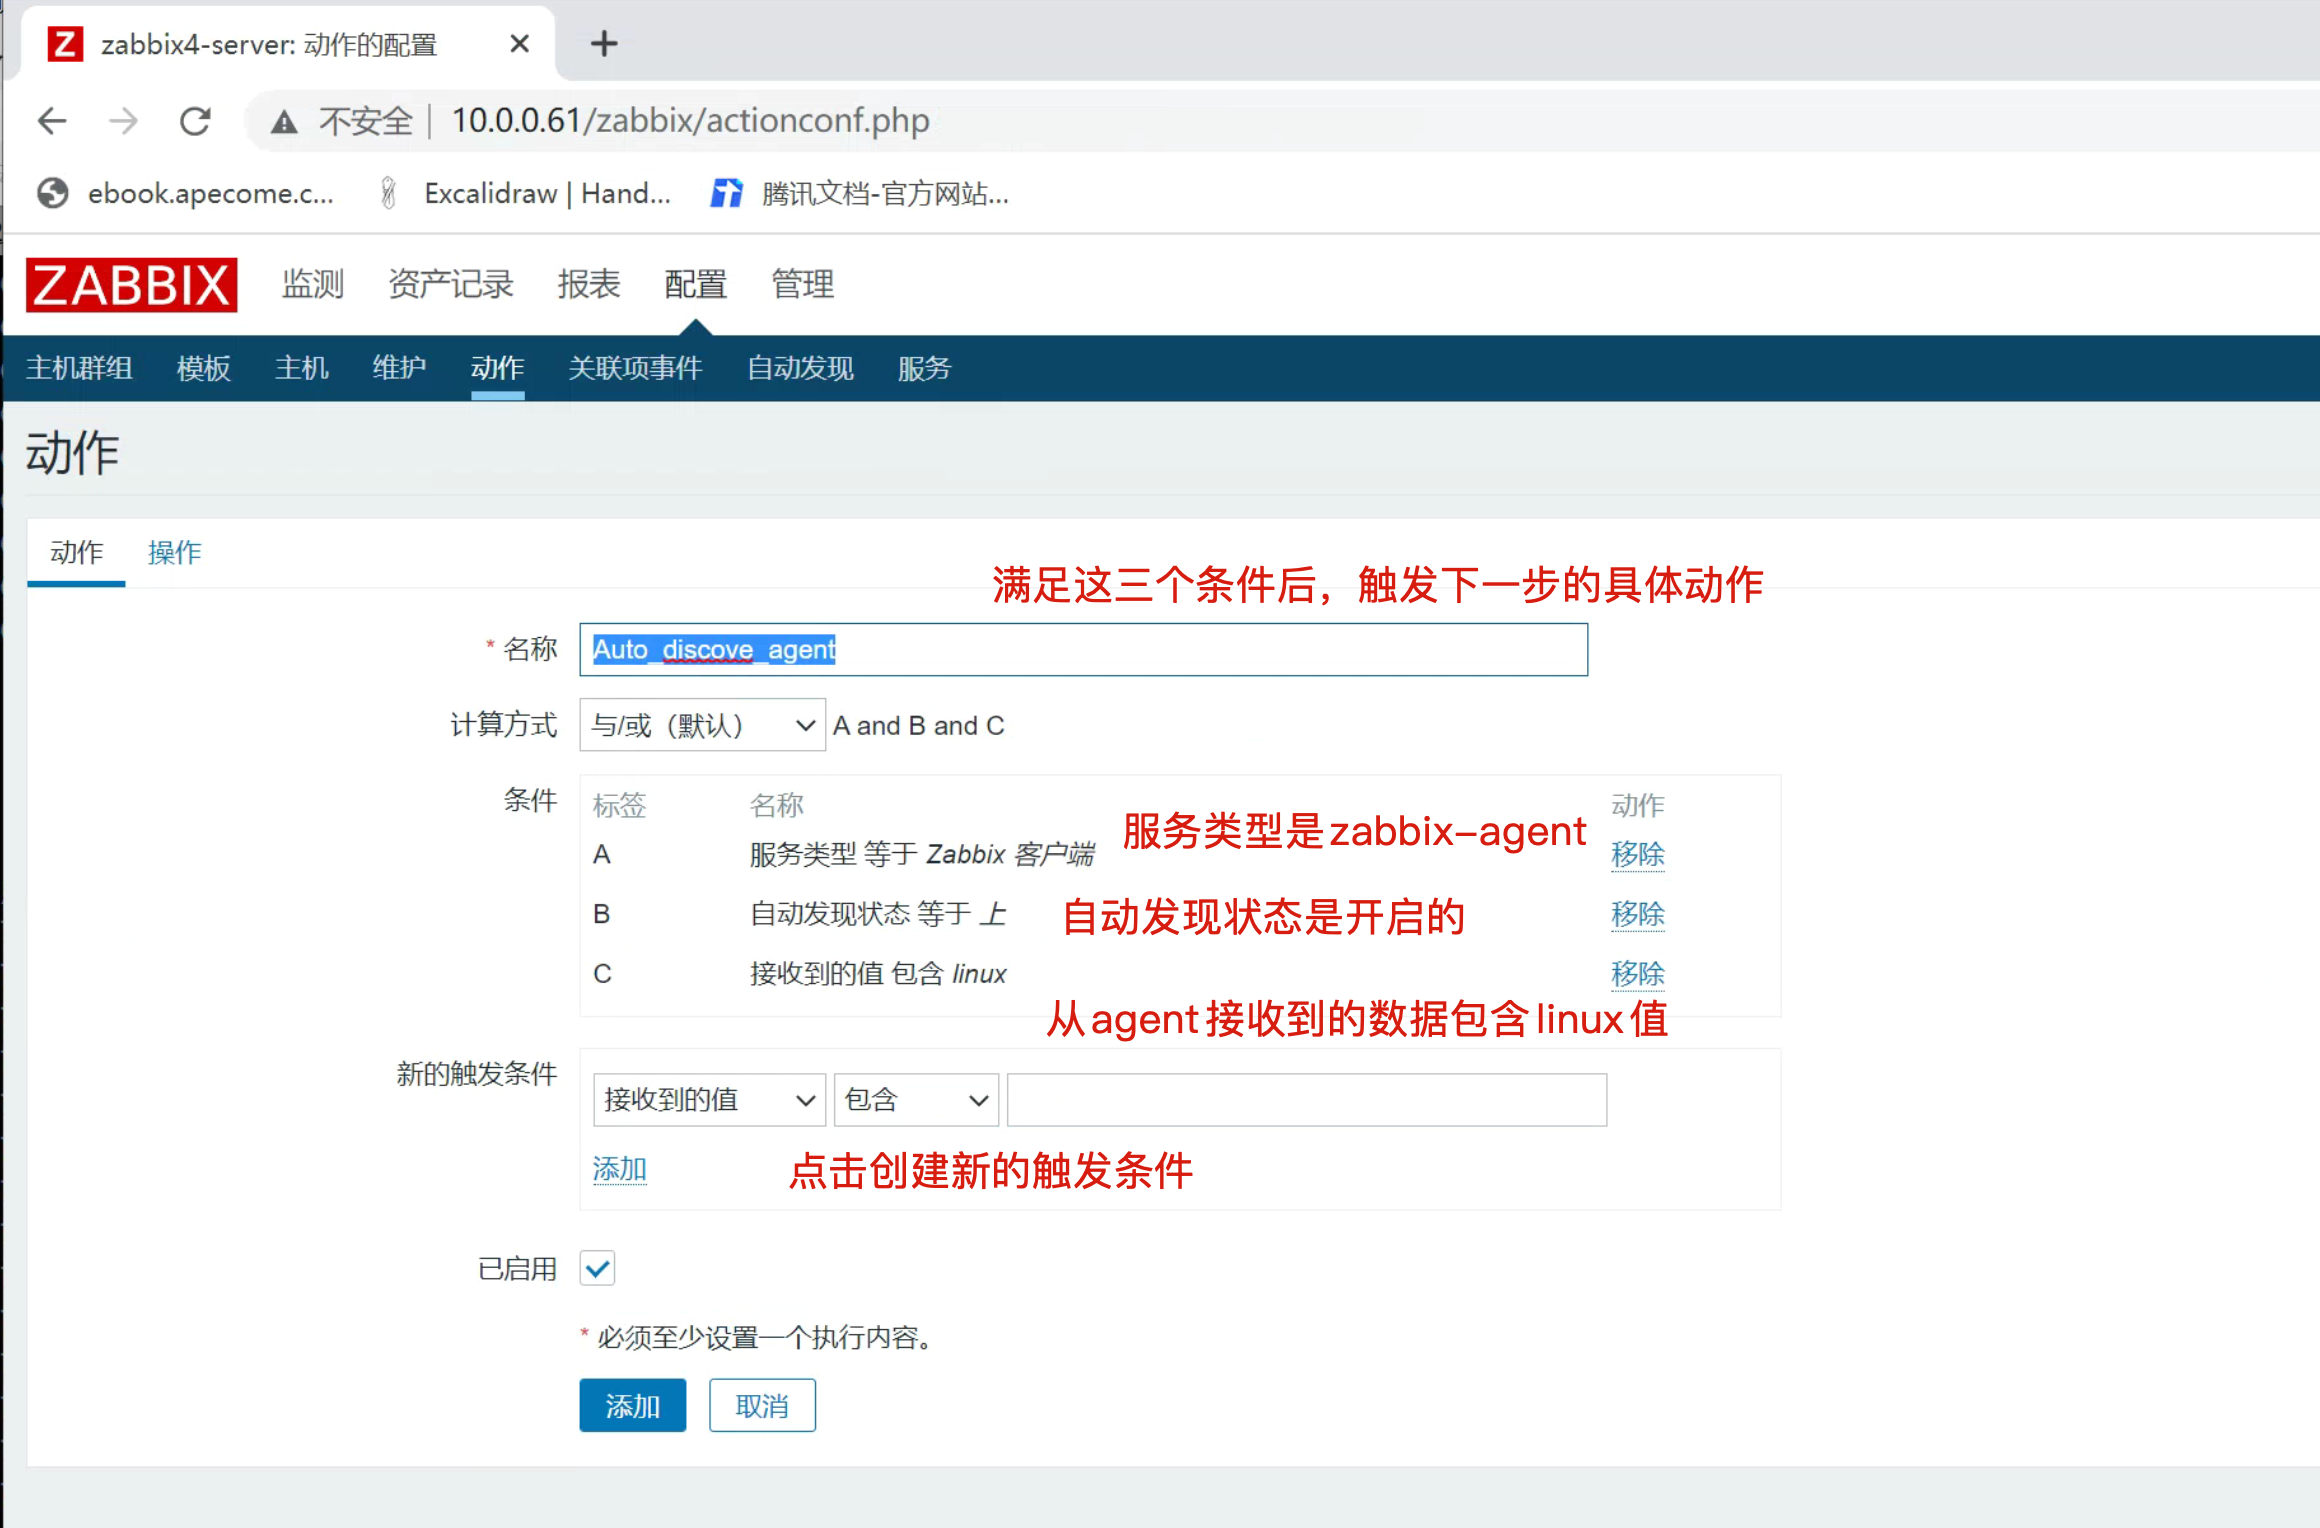 Z zabbix4-server: 动作的配置
不安全 | 10.0.0.61/zabbix/actionconf.php
ebook.apecome.c... Excalidraw | Hand... 腾讯文档-官方网站...
ZABBIX 监测 资产记录 报表 配置 管理
主机群组 模板 主机 维护 动作 关联项事件 自动发现 服务
动作
动作 操作
满足这三个条件后，触发下一步的具体动作
* 名称 Auto_discove_agent
计算方式 与/或（默认） A and B and C
条件 标签 名称 动作
A 服务类型 等于 Zabbix 客户端 服务类型是zabbix-agent 移除
B 自动发现状态 等于 上 自动发现状态是开启的 移除
C 接收到的值 包含 linux 移除
从agent接收到的数据包含linux值
新的触发条件 接收到的值 包含
添加 点击创建新的触发条件
已启用
* 必须至少设置一个执行内容。
添加 取消